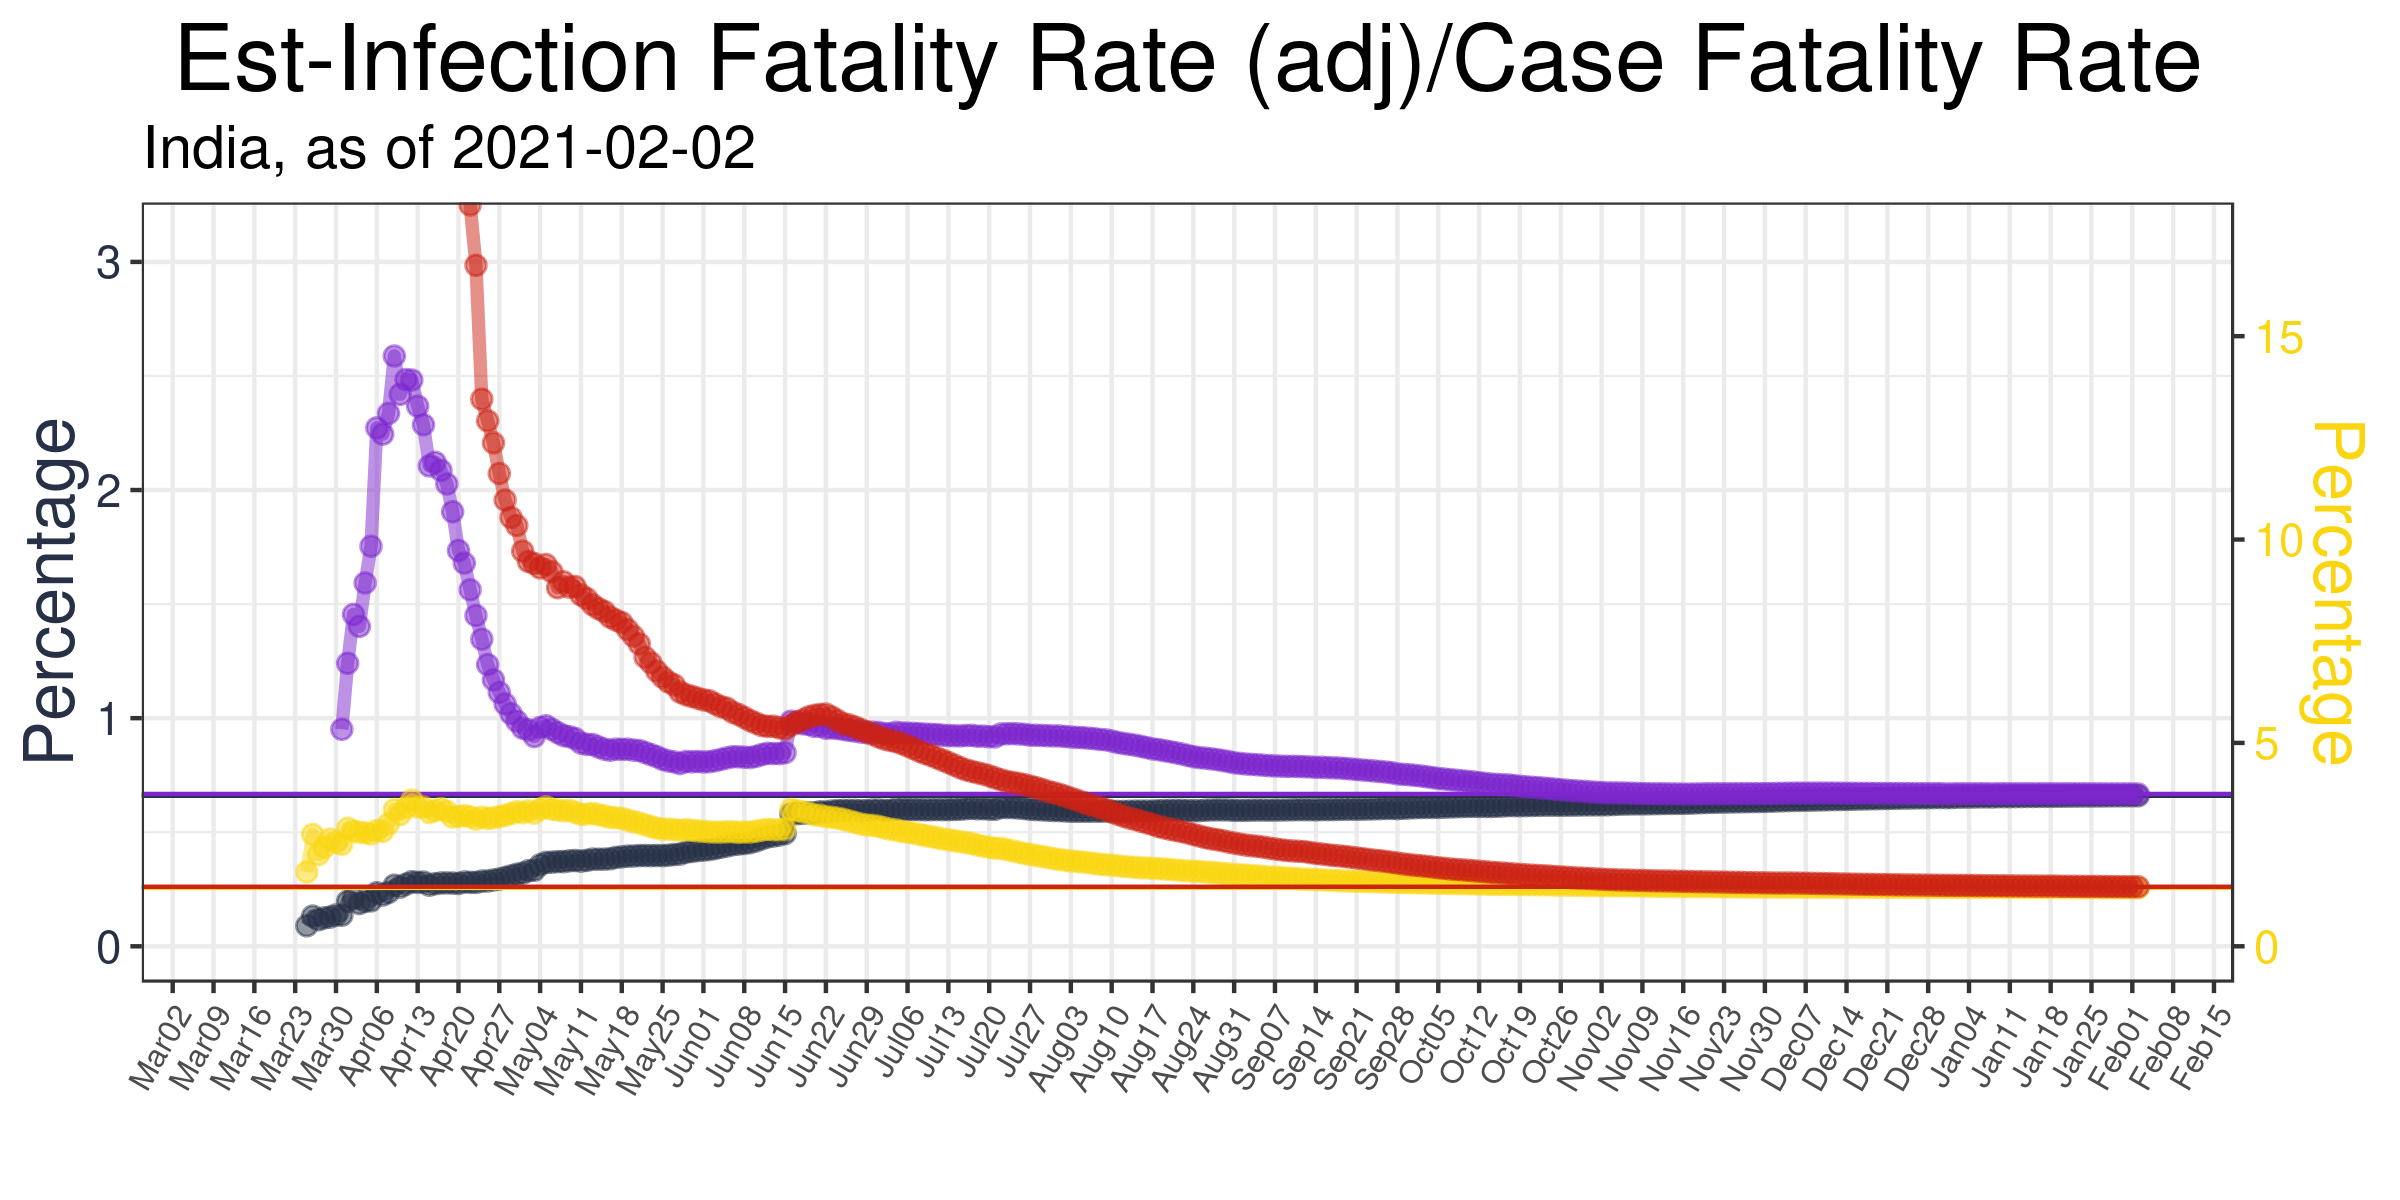 Est-Infection Fatality Rate (adj)/Case Fatality Rate
India, as of 2021-02-02
Percentage
3
2
1
0
15
10
5
0
Percentage
Mar02
Mar09
Mar16
Mar23
Mar30
Apr06
Apr13
Apr20
Apr27
May04
May11
May18
May25
Jun01
Jun08
Jun15
Jun22
Jun29
Jul06
Jul13
Jul20
Jul27
Aug03
Aug10
Aug17
Aug24
Aug31
Sep07
Sep14
Sep21
Sep28
Oct05
Oct12
Oct19
Oct26
Nov02
Nov09
Nov16
Nov23
Nov30
Dec07
Dec14
Dec21
Dec28
Jan04
Jan11
Jan18
Jan25
Feb01
Feb08
Feb15